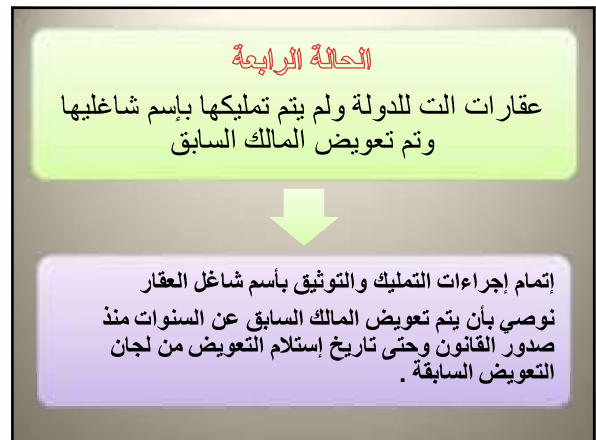 الحالة الرابعة
عقارات الت للدولة ولم يتم تمليكها بإسم شاغليها
وتم تعويض المالك السابق
إتمام إجراءات التمليك والتوثيق بأسم شاغل العقار
نوصي بأن يتم تعويض المالك السابق عن السنوات منذ
صدور القانون وحتى تاريخ إستلام التعويض من لجان
التعويض السابقة .